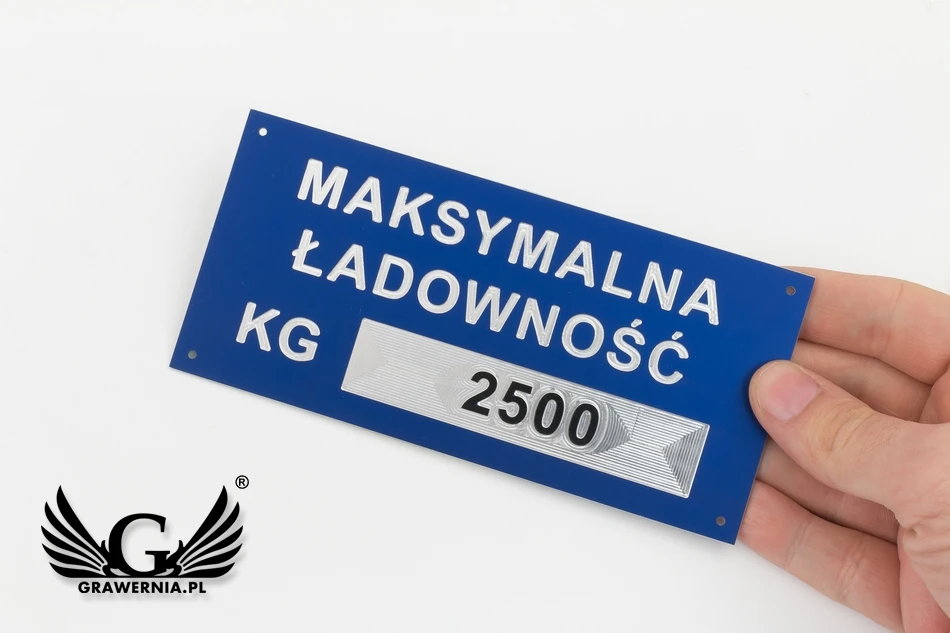 MAKSYMALNA
ŁADOWNOŚĆ
KG 2500
G ®
GRAWERNIA.PL